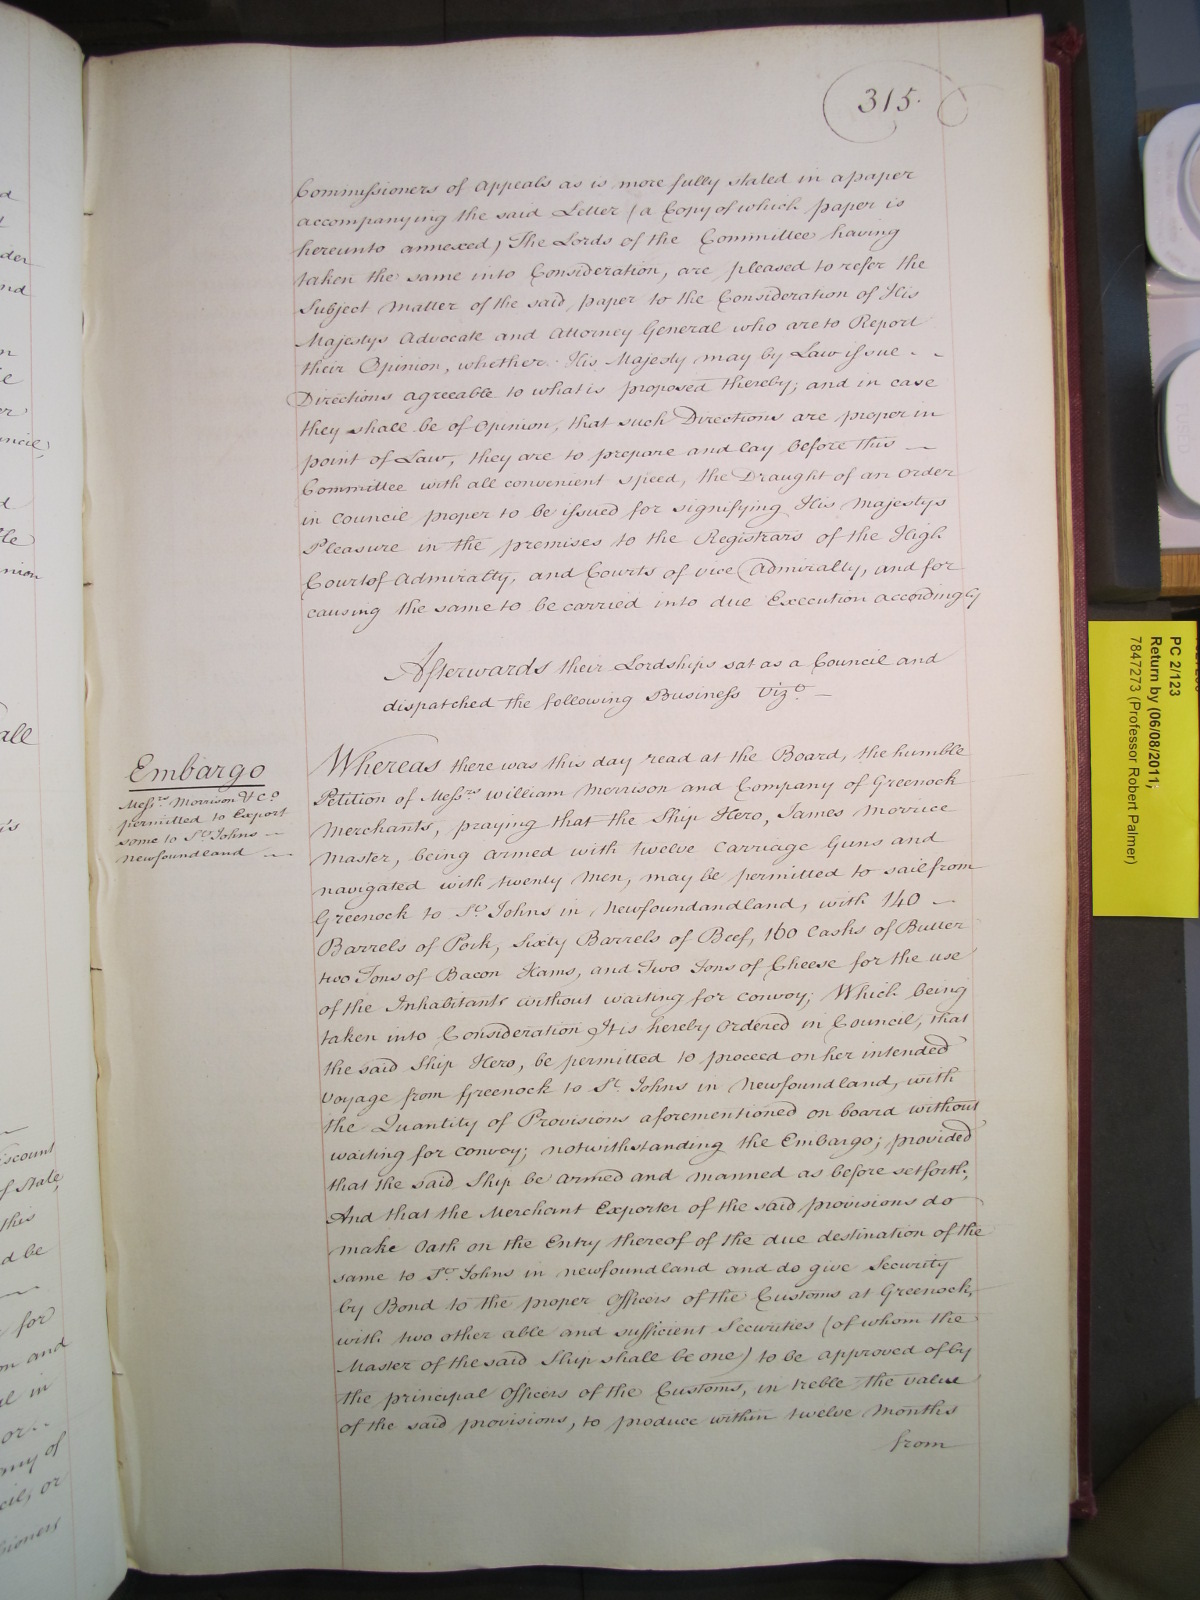 315.
Commissioners of Appeals as is more fully stated in a paper
accompanying the said Letter (a Copy of which paper is
hereunto annexed) The Lords of the Committee having
taken the same into Consideration, are pleased to refer the
Subject Matter of the said paper to the Consideration of His
Majestys Advocate and Attorney General who are to Report
their Opinion, whether His Majesty may by Law issue - -
Directions agreeable to what is proposed thereby; and in case
they shall be of Opinion, that such Directions are proper in
point of Law, they are to prepare and lay before this —
Committee with all convenient speed, the Draught of an Order
in Council proper to be issued for signifying His Majestys
Pleasure in the premises to the Registrars of the High
Court of Admiralty, and Courts of Vice Admiralty, and for
causing the same to be carried into due Execution accordingly
Afterwards their Lordships sat as a Council and
dispatched the following Business Vizt —
Embargo
Messrs Morrison & Co
permitted to Export
some to St Johns —
Newfoundland —
Whereas there was this day read at the Board, the humble
Petition of Messrs William Morrison and Company of Greenock
Merchants, praying that the Ship Hero, James Morrice
Master, being armed with twelve Carriage Guns and
navigated with twenty Men, may be permitted to sail from
Greenock to St Johns in Newfoundandland, with 140 —
Barrels of Pork, Sixty Barrels of Beef, 160 Casks of Butter
two Tons of Bacon Hams, and Two Tons of Cheese for the use
of the Inhabitants without waiting for convoy; Which being
taken into Consideration It is hereby Ordered in Council, that
the said Ship Hero, be permitted to proceed on her intended
Voyage from Greenock to St Johns in Newfoundland, with
the Quantity of Provisions aforementioned on board without
waiting for convoy; notwithstanding the Embargo; provided
that the said Ship be armed and manned as before setforth;
And that the Merchant Exporter of the said provisions do
make Oath on the Entry thereof of the due destination of the
same to St Johns in Newfoundland and do give Security
by Bond to the proper Officers of the Customs at Greenock,
with two other able and sufficient Securities (of whom the
Master of the said Ship shall be one) to be approved of by
the principal Officers of the Customs, in treble the value
of the said provisions, to produce within twelve Months
from
PC 2/123
Return by (06/08/2011;
7847273 (Professor Robert Palmer)